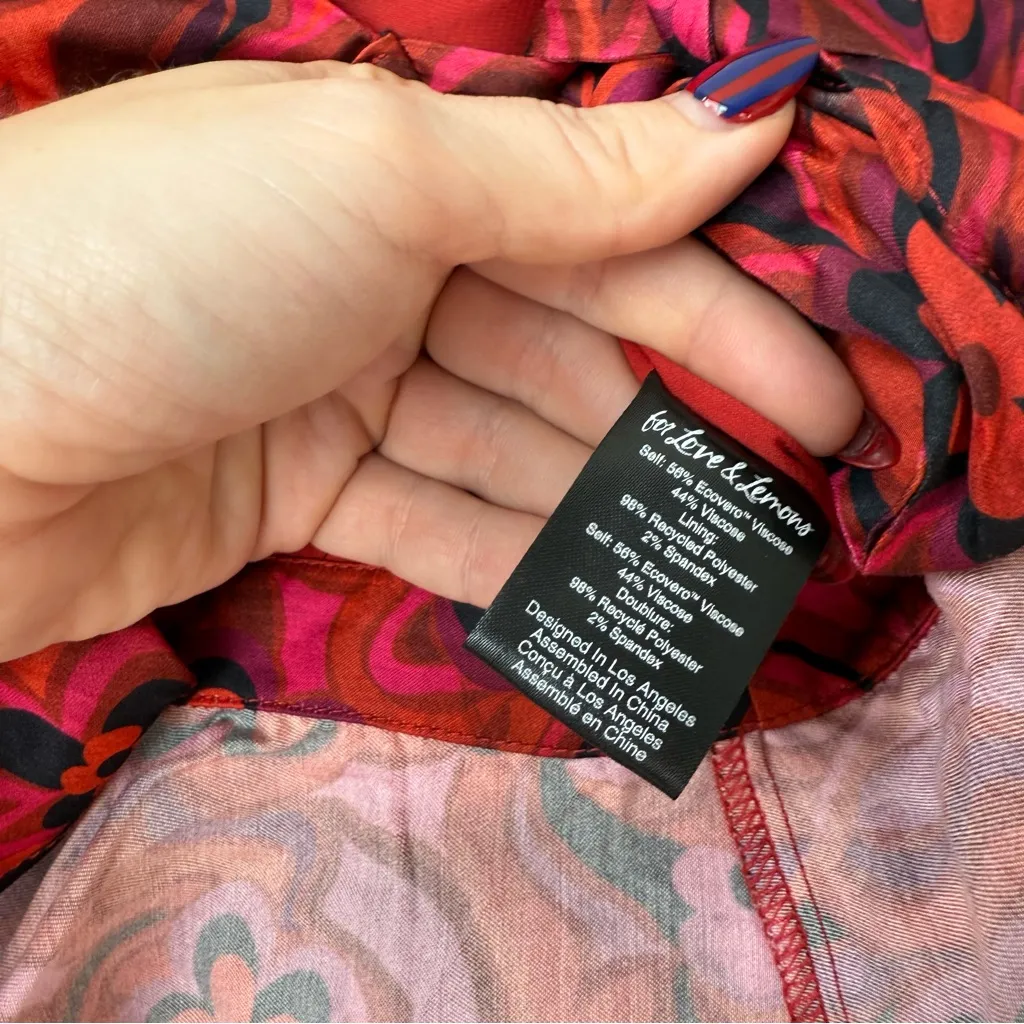 for Love & Lemons
Self: 56% Ecovero™ Viscose
44% Viscose
Lining:
98% Recycled Polyester
2% Spandex
Self: 56% Ecovero™ Viscose
44% Viscose
Doublure:
98% Recyclé Polyester
2% Spandex
Designed in Los Angeles
Assembled in China
Conçu à Los Angeles
Assemblé en Chine